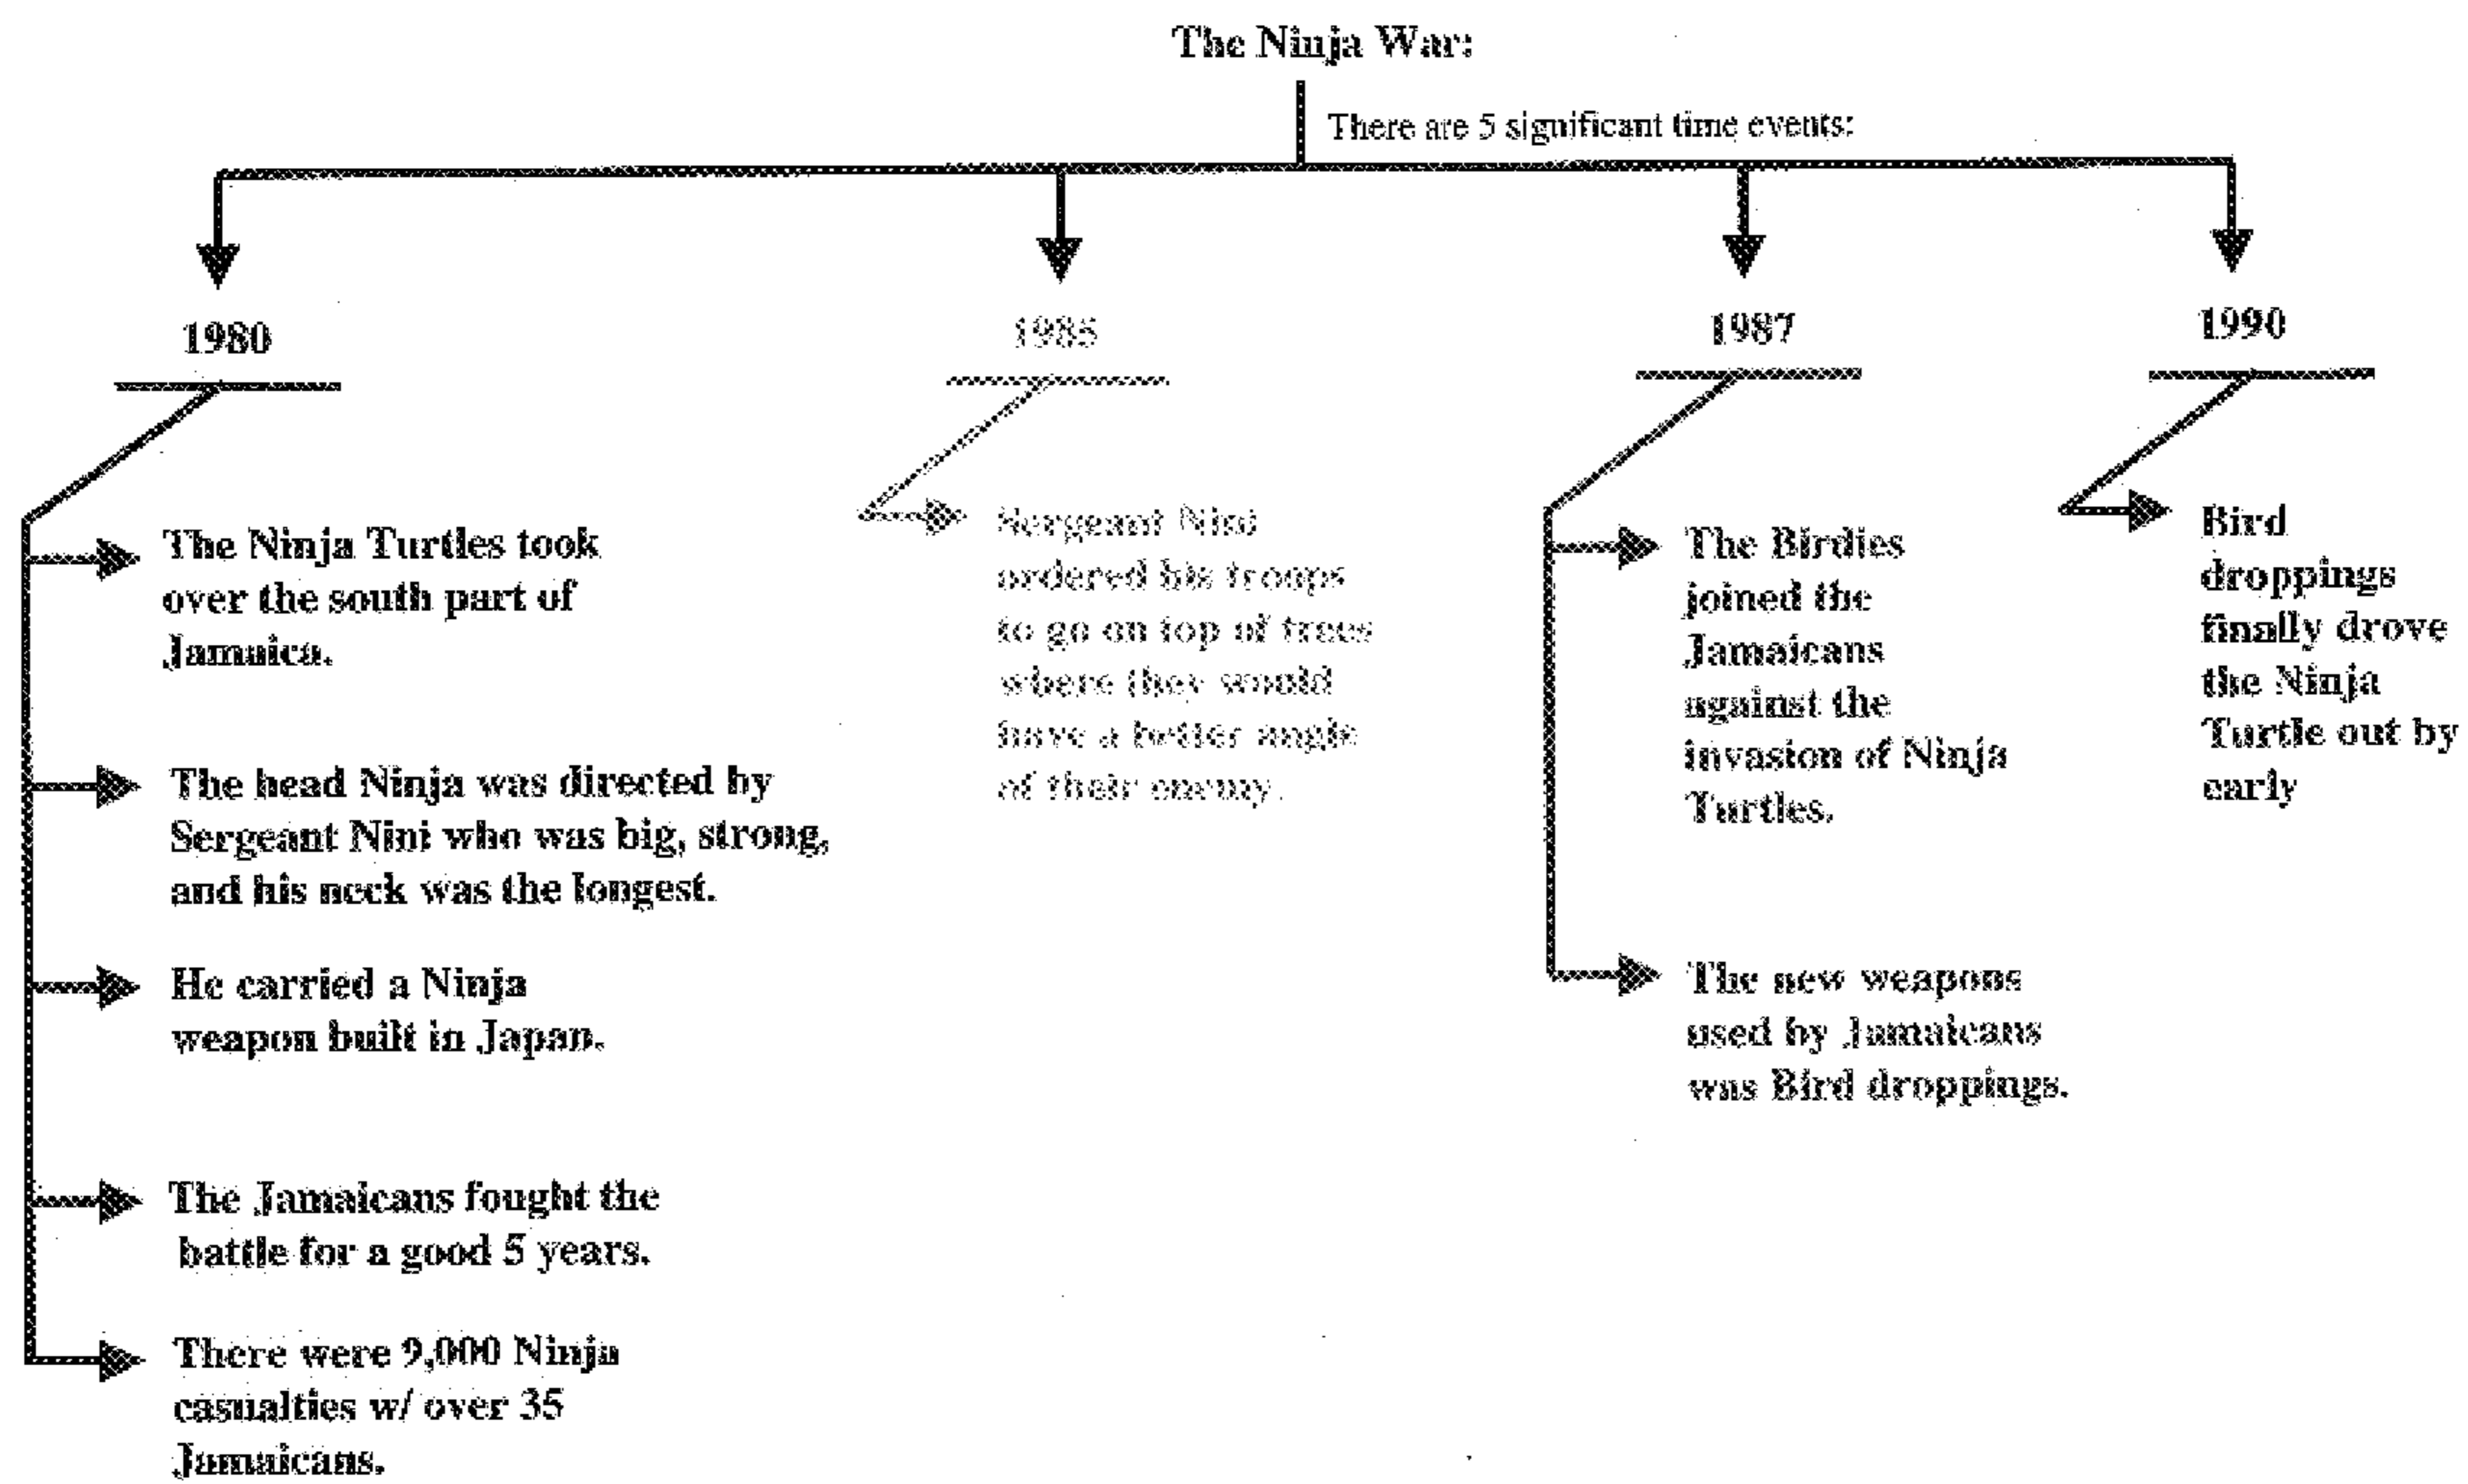 The Ninja War:
There are 5 significant time events:
1980
The Ninja Turtles took
over the south part of
Jamaica.
The head Ninja was directed by
Sergeant Nini who was big, strong,
and his neck was the longest.
He carried a Ninja
weapon built in Japan.
The Jamaicans fought the
battle for a good 5 years.
There were 9,000 Ninja
casualties w/ over 35
Jamaicans.
1985
Sergeant Nini
ordered his troops
to go on top of trees
where they would
have a better angle
of their enemy.
1987
The Birdies
joined the
Jamaicans
against the
invasion of Ninja
Turtles.
The new weapons
used by Jamaicans
was Bird droppings.
1990
Bird
droppings
finally drove
the Ninja
Turtle out by
early